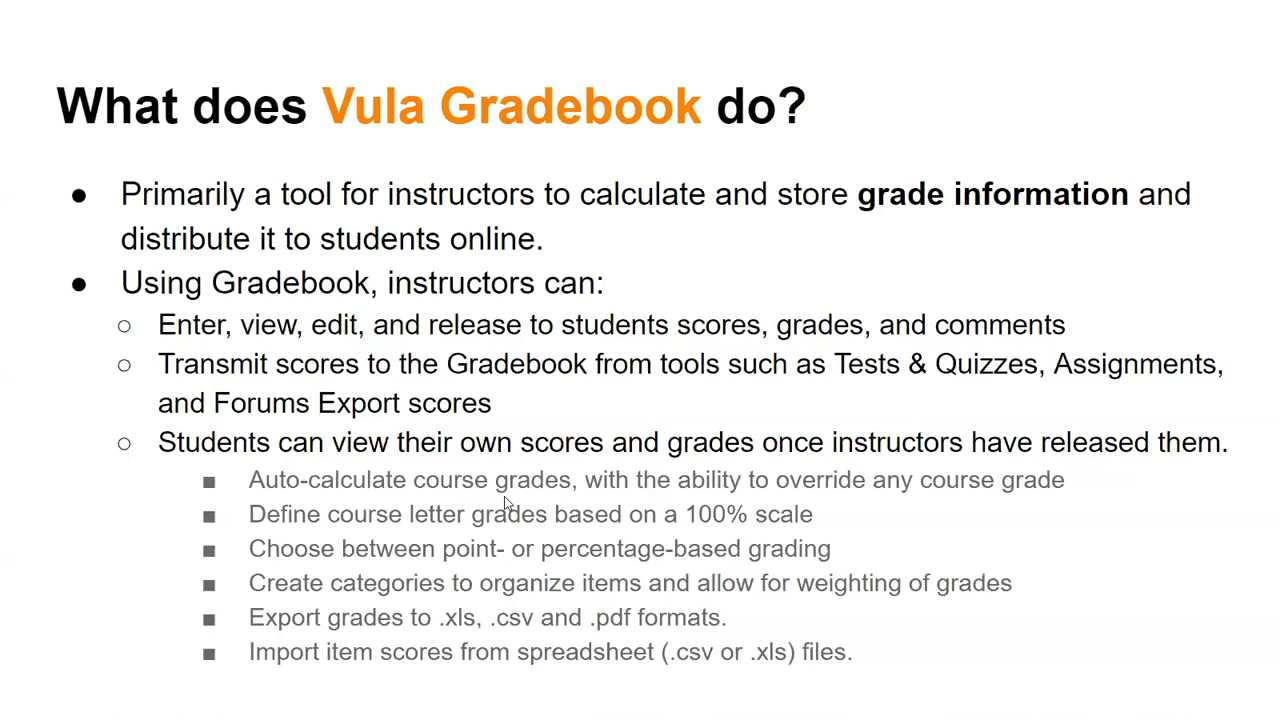 What does Vula Gradebook do?
● Primarily a tool for instructors to calculate and store grade information and
distribute it to students online.
● Using Gradebook, instructors can:
○ Enter, view, edit, and release to students scores, grades, and comments
○ Transmit scores to the Gradebook from tools such as Tests & Quizzes, Assignments,
and Forums Export scores
○ Students can view their own scores and grades once instructors have released them.
■ Auto-calculate course grades, with the ability to override any course grade
■ Define course letter grades based on a 100% scale
■ Choose between point- or percentage-based grading
■ Create categories to organize items and allow for weighting of grades
■ Export grades to .xls, .csv and .pdf formats.
■ Import item scores from spreadsheet (.csv or .xls) files.